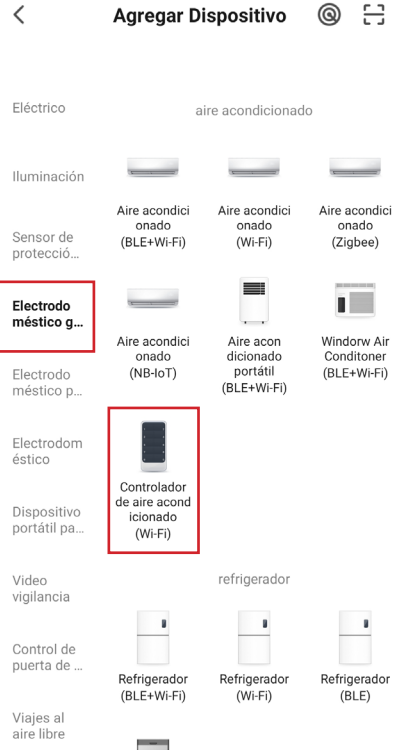 Agregar Dispositivo
Eléctrico
Iluminación
Sensor de
protecció...
Electrodo
méstico g...
Electrodo
méstico p...
Electrodom
éstico
Dispositivo
portátil pa...
Video
vigilancia
Control de
puerta de ...
Viajes al
aire libre
aire acondicionado
Aire acondici
onado
(BLE+Wi-Fi)
Aire acondici
onado
(Wi-Fi)
Aire acondici
onado
(Zigbee)
Aire acondici
onado
(NB-IoT)
Aire acon
dicionado
portátil
(BLE+Wi-Fi)
Windorw Air
Conditoner
(BLE+Wi-Fi)
Controlador
de aire acond
icionado
(Wi-Fi)
refrigerador
Refrigerador
(BLE+Wi-Fi)
Refrigerador
(Wi-Fi)
Refrigerador
(BLE)